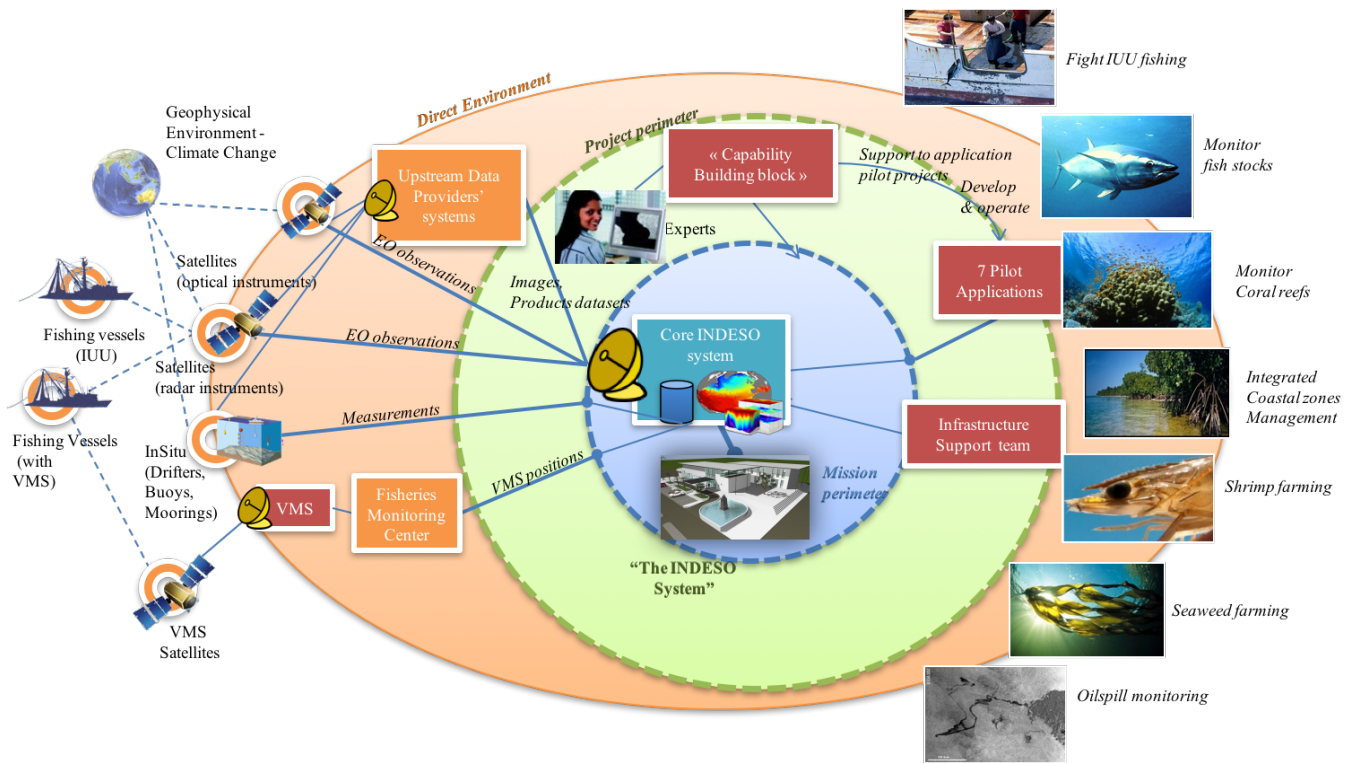 Fight IUU fishing
Direct Environment
Geophysical
Environment -
Climate Change
Project perimeter
« Capability
Building block »
Support to application
pilot projects
Monitor
fish stocks
Upstream Data
Providers’
systems
Develop
& operate
Experts
EO observations
Satellites
(optical instruments)
Images,
Products datasets
7 Pilot
Applications
Monitor
Coral reefs
Fishing vessels
(IUU)
EO observations
Core INDESO
system
Satellites
(radar instruments)
Measurements
Integrated
Coastal zones
Management
Fishing Vessels
(with
VMS)
InSitu
(Drifters,
Buoys,
Moorings)
Infrastructure
Support team
VMS positions
Mission
perimeter
Shrimp farming
VMS
Fisheries
Monitoring
Center
“The INDESO
System”
Seaweed farming
VMS
Satellites
Oilspill monitoring